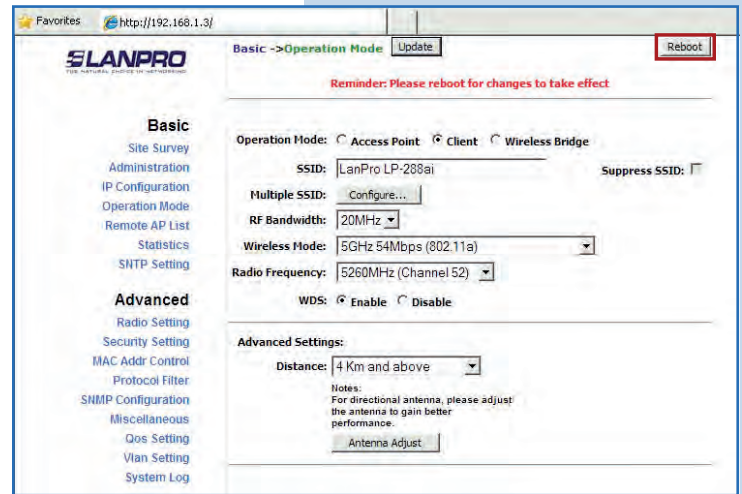 Favorites http://192.168.1.3/
LANPRO
THE NATURAL CHOICE IN NETWORKING
Basic ->Operation Mode Update Reboot
Reminder: Please reboot for changes to take effect
Basic
Site Survey
Administration
IP Configuration
Operation Mode
Remote AP List
Statistics
SNTP Setting
Advanced
Radio Setting
Security Setting
MAC Addr Control
Protocol Filter
SNMP Configuration
Miscellaneous
Qos Setting
Vlan Setting
System Log
Operation Mode: Access Point Client Wireless Bridge
SSID: LanPro LP-288ai Suppress SSID:
Multiple SSID: Configure...
RF Bandwidth: 20MHz
Wireless Mode: 5GHz 54Mbps (802.11a)
Radio Frequency: 5260MHz (Channel 52)
WDS: Enable Disable
Advanced Settings:
Distance: 4 Km and above
Notes:
For directional antenna, please adjust
the antenna to gain better
performance.
Antenna Adjust